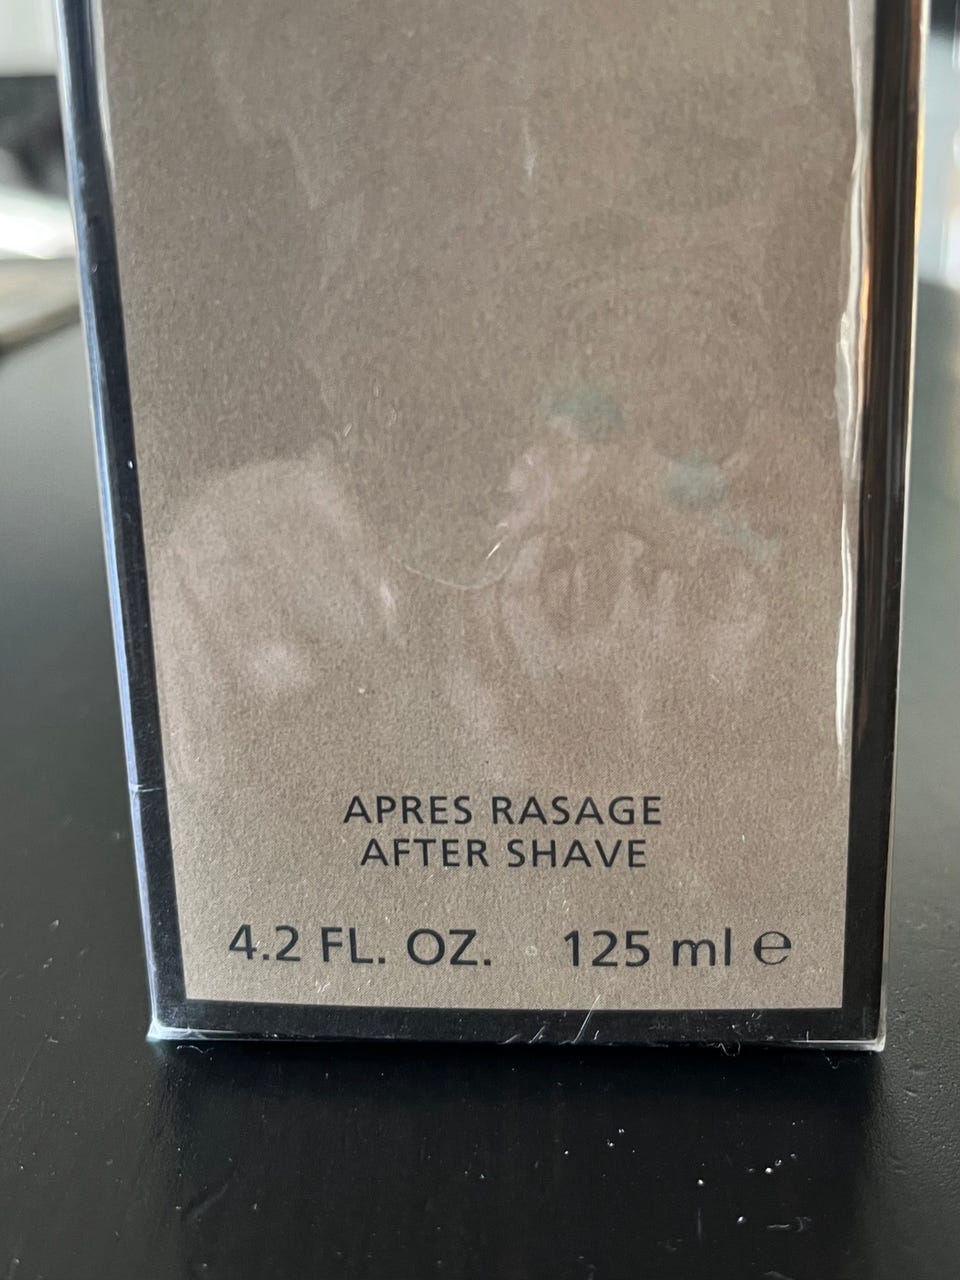 APRES RASAGE
AFTER SHAVE
4.2 FL. OZ. 125 ml ℮